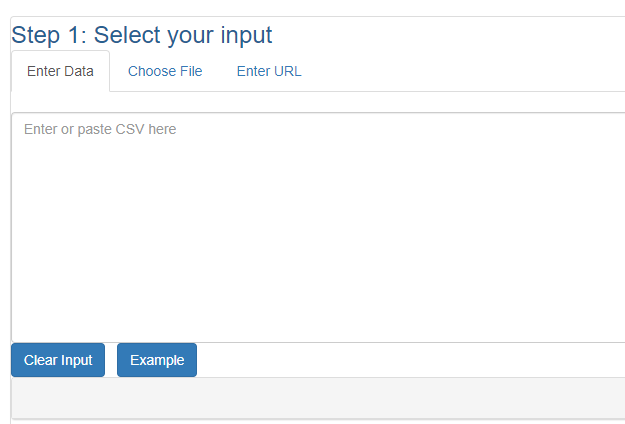 Step 1: Select your input
Enter Data Choose File Enter URL
Enter or paste CSV here
Clear Input Example